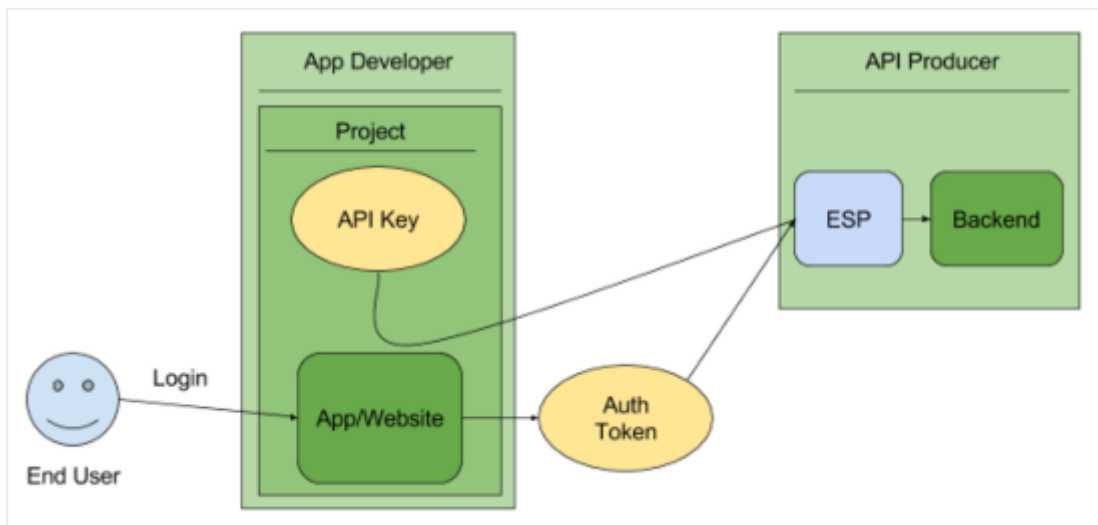 App Developer
API Producer
Project
API Key
ESP
Backend
Login
App/Website
Auth
Token
End User